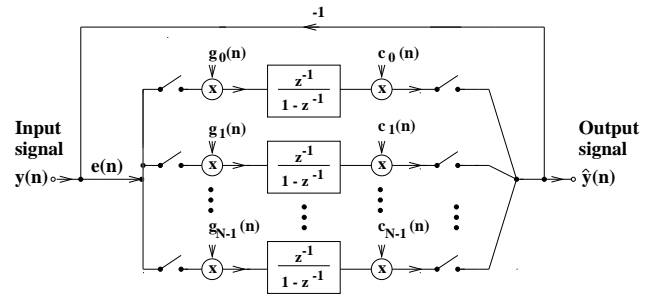 -1
g0(n)
c0(n)
x
z-1
1 - z-1
x
Input
signal
y(n)
e(n)
g1(n)
c1(n)
x
z-1
1 - z-1
x
Output
signal
ŷ(n)
gN-1(n)
cN-1(n)
x
z-1
1 - z-1
x